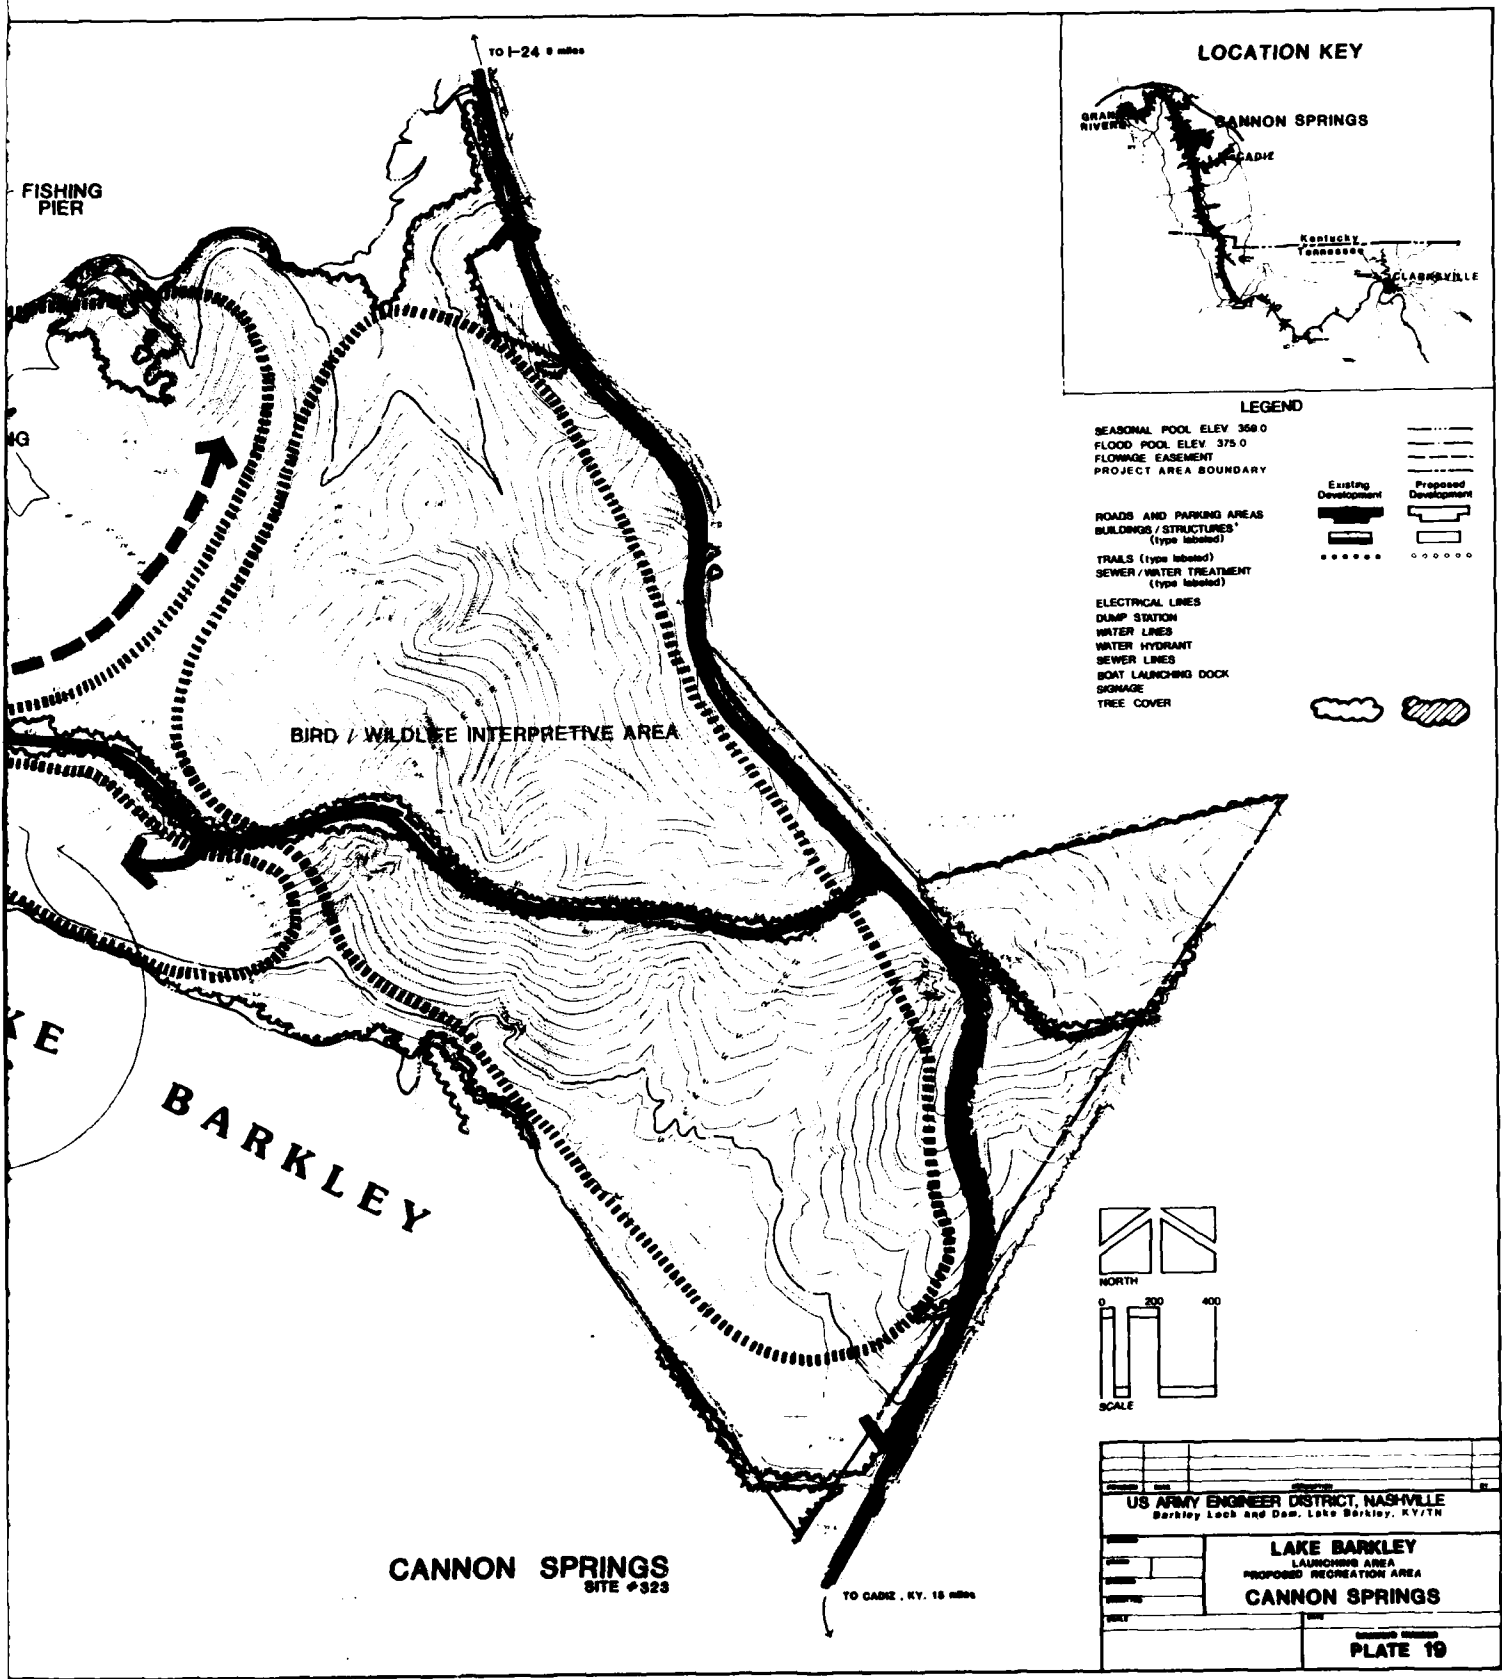 TO I-24 9 miles
LOCATION KEY
GRAND
RIVERS
CANNON SPRINGS
CADIZ
Kentucky
Tennessee
CLARKSVILLE
FISHING
PIER
NG
LEGEND
SEASONAL POOL ELEV 359.0
FLOOD POOL ELEV. 375.0
FLOWAGE EASEMENT
PROJECT AREA BOUNDARY
Existing
Development
Proposed
Development
ROADS AND PARKING AREAS
BUILDINGS / STRUCTURES
(type labeled)
TRAILS (type labeled)
SEWER / WATER TREATMENT
(type labeled)
ELECTRICAL LINES
DUMP STATION
WATER LINES
WATER HYDRANT
SEWER LINES
BOAT LAUNCHING DOCK
SIGNAGE
TREE COVER
BIRD / WILDLIFE INTERPRETIVE AREA
KE
BARKLEY
NORTH
0 200 400
SCALE
US ARMY ENGINEER DISTRICT, NASHVILLE
Barkley Lock and Dam, Lake Barkley, KY/TN
LAKE BARKLEY
LAUNCHING AREA
PROPOSED RECREATION AREA
CANNON SPRINGS
PLATE 19
CANNON SPRINGS
SITE #323
TO CADIZ, KY. 15 miles